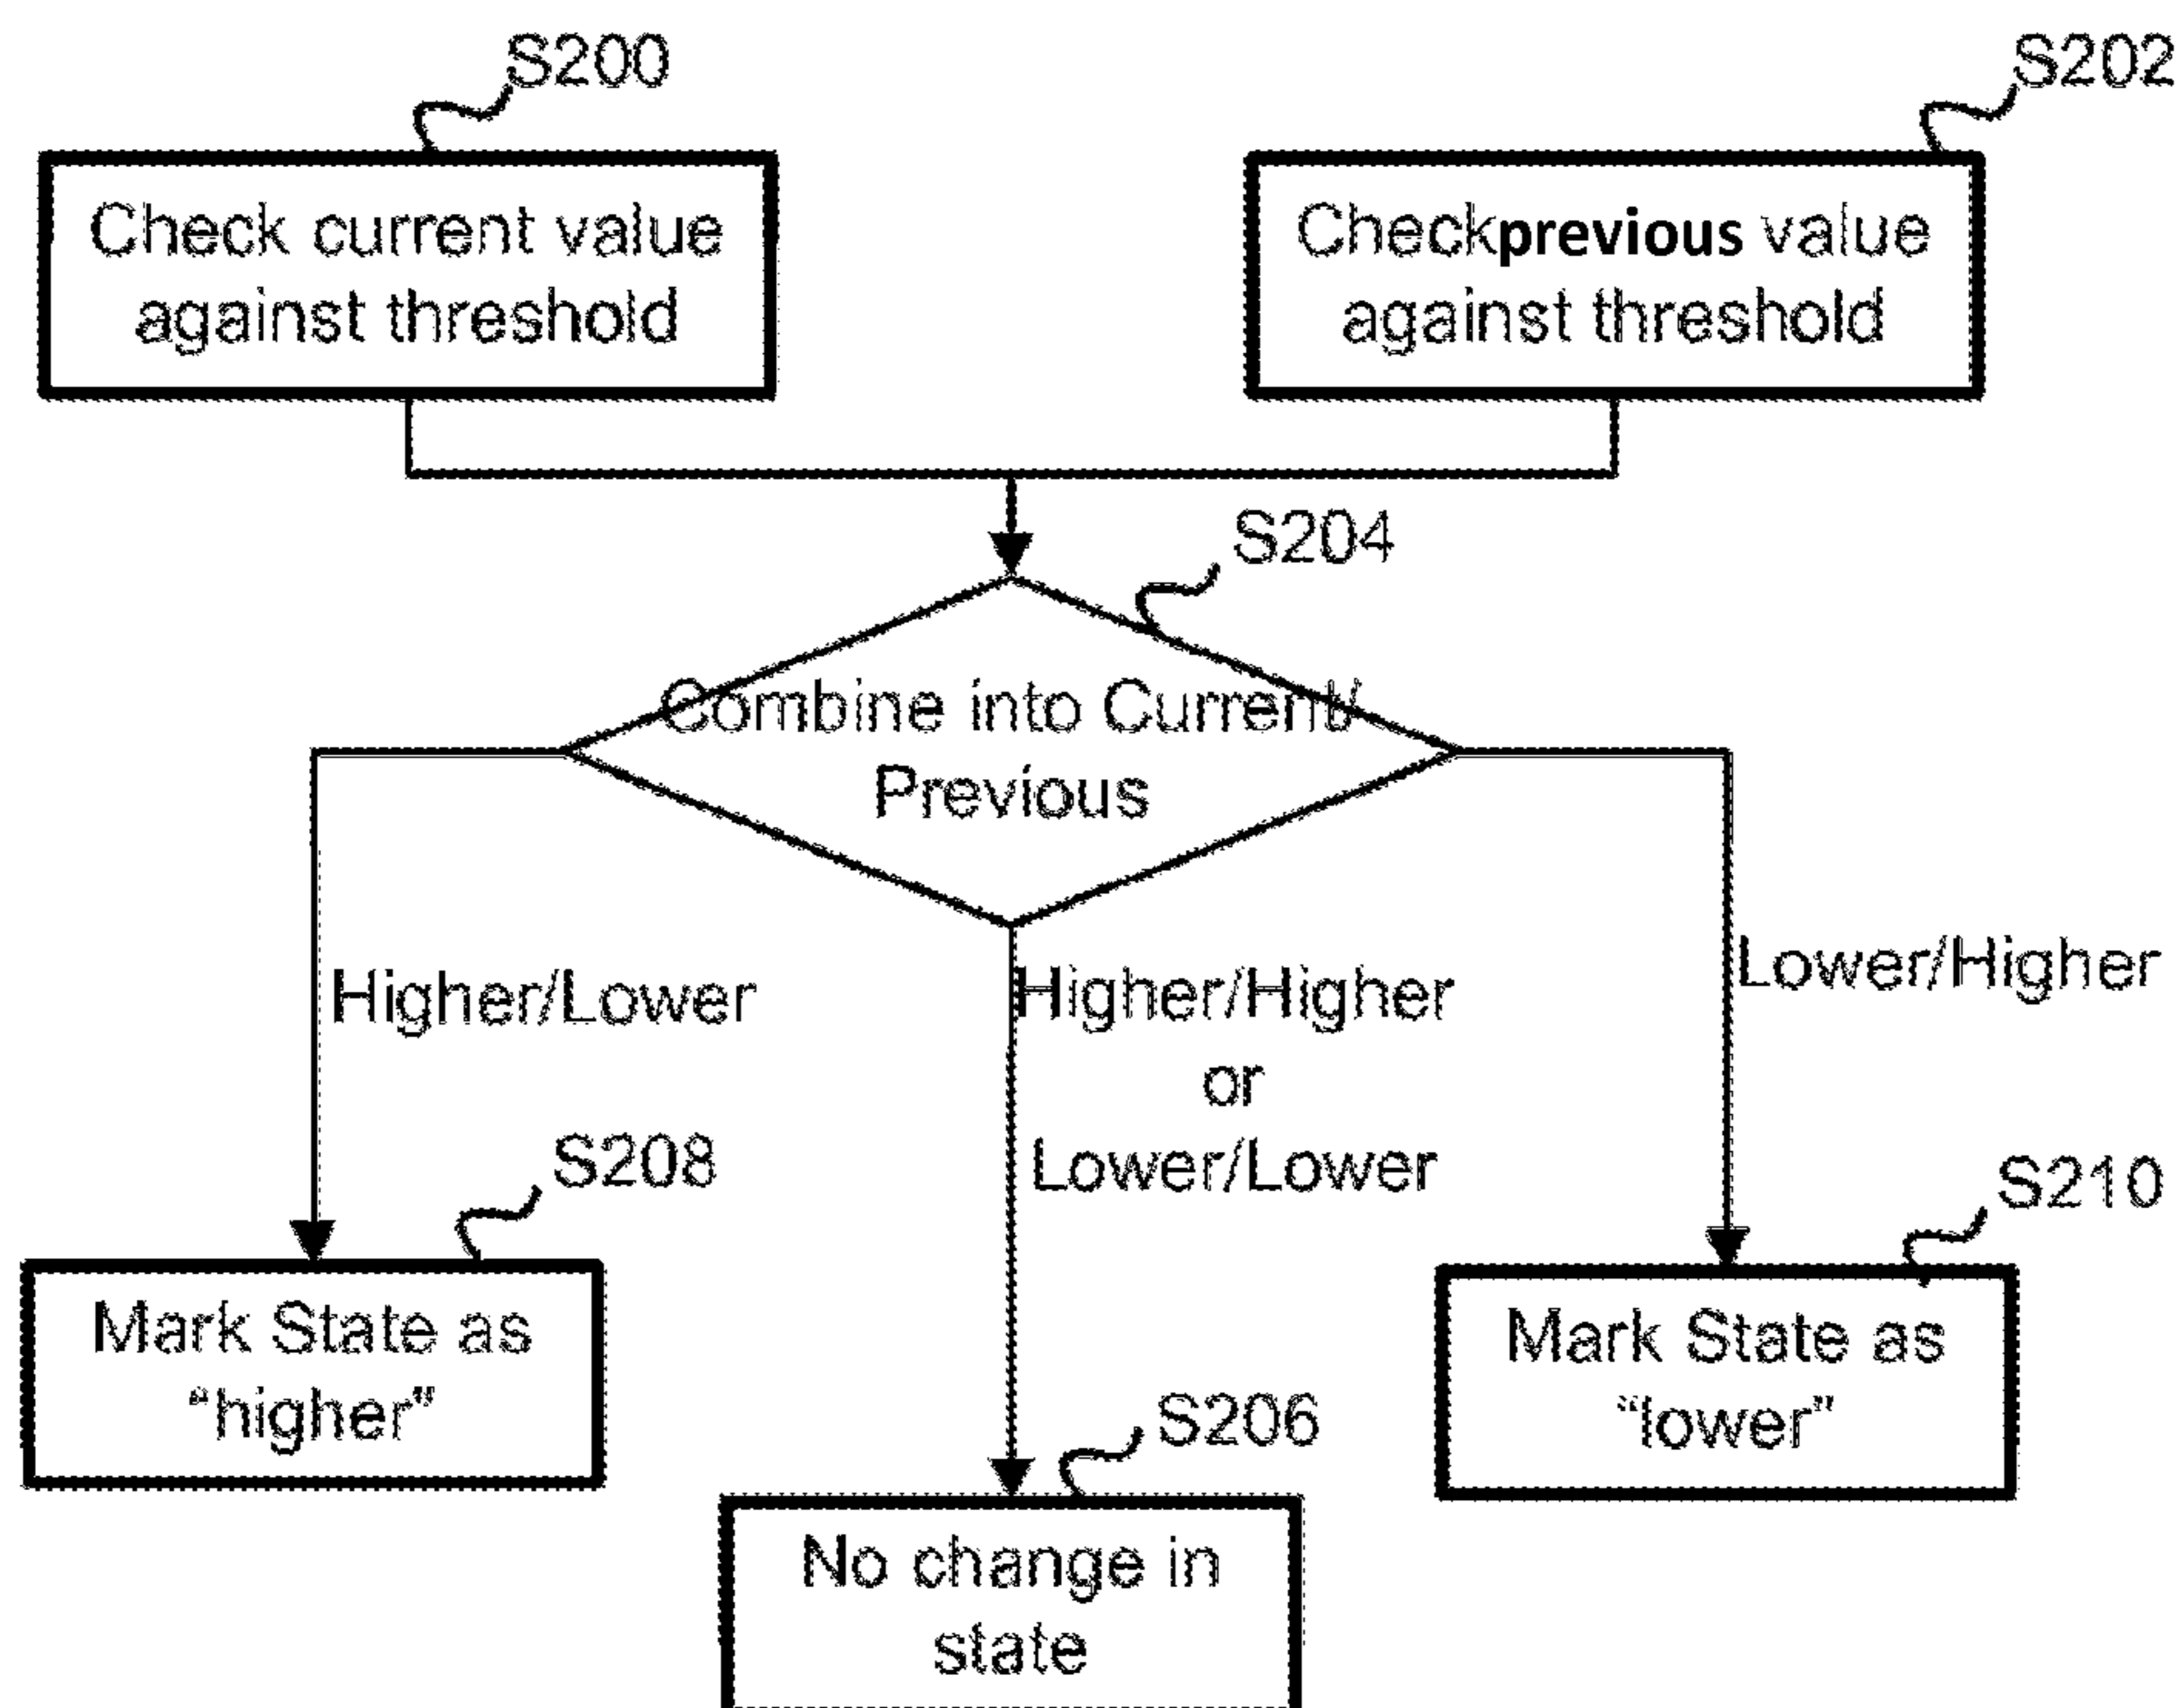 S200
S202
Check current value
against threshold
Checkprevious value
against threshold
S204
Combine into Current/
Previous
Higher/Lower
Higher/Higher
or
Lower/Lower
Lower/Higher
S208
S210
Mark State as
“higher”
Mark State as
“lower”
S206
No change in
state